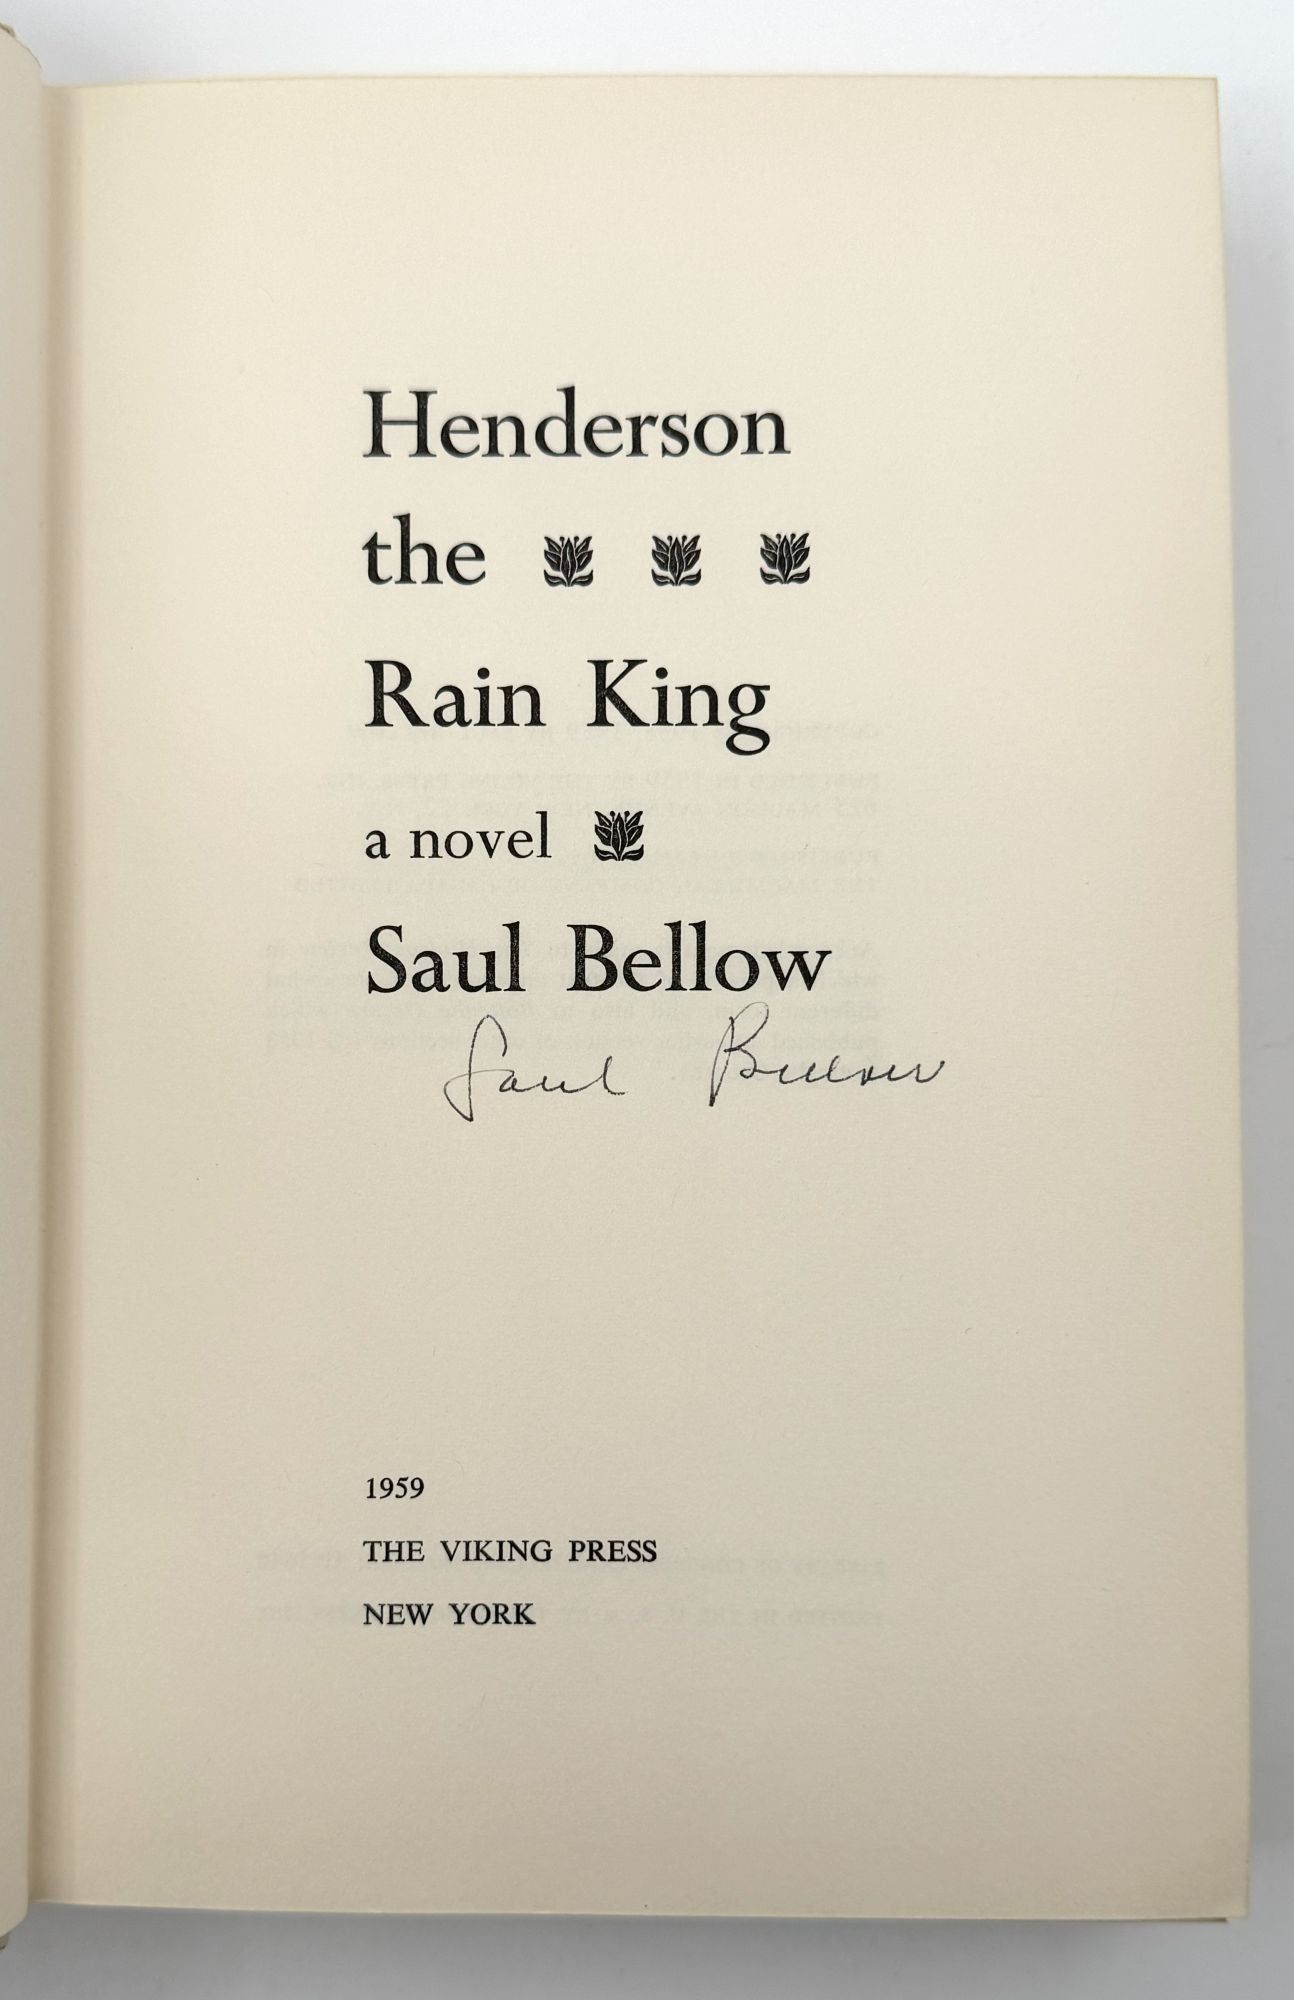 Henderson
the
Rain King
a novel
Saul Bellow
Saul Bellow
1959
THE VIKING PRESS
NEW YORK